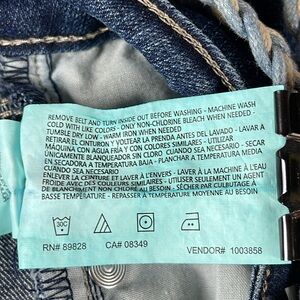 REMOVE BELT AND TURN INSIDE OUT BEFORE WASHING - MACHINE WASH
COLD WITH LIKE COLORS - ONLY NON-CHLORINE BLEACH WHEN NEEDED -
TUMBLE DRY LOW - WARM IRON WHEN NEEDED
RETIRAR EL CINTURON Y VOLTEAR LA PRENDA ANTES DEL LAVADO - LAVAR A
MÁQUINA CON AGUA FRÍA Y CON COLORES SIMILARES - UTILIZAR
ÚNICAMENTE BLANQUEADOR SIN CLORO CUANDO SEA NECESARIO - SECAR
EN SECADORA A TEMPERATURA BAJA - PLANCHAR A TEMPERATURA MEDIA
CUANDO SEA NECESARIO
ENLEVER LA CEINTURE ET LAVER À L'ENVERS - LAVER À LA MACHINE À L'EAU
FROIDE AVEC DES COULEURS SIMILAIRES - UTILISER SEULEMENT UN AGENT
DE BLANCHIMENT NON CHLORÉ AU BESOIN - SÉCHER PAR CULBUTAGE À
BASSE TEMPÉRATURE - REPASSER À TEMPÉRATURE MOYENNE AU BESOIN
30C
RN# 89828 CA# 08349 VENDOR# 1003858